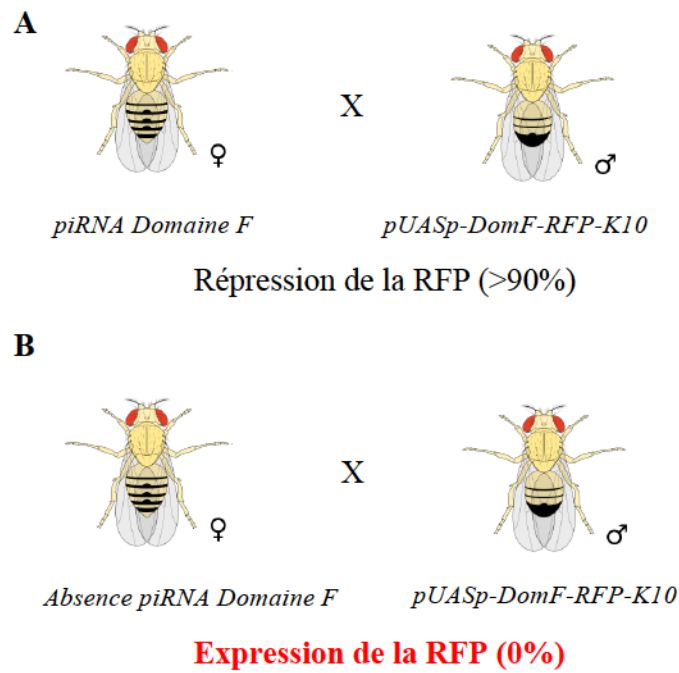 A
X
♀
♂
piRNA Domaine F
pUASp-DomF-RFP-K10
Répression de la RFP (>90%)
B
X
♀
♂
Absence piRNA Domaine F
pUASp-DomF-RFP-K10
Expression de la RFP (0%)